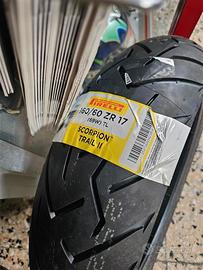 PIRELLI
160/60 ZR 17
(69W) TL
SCORPION
TRAIL II